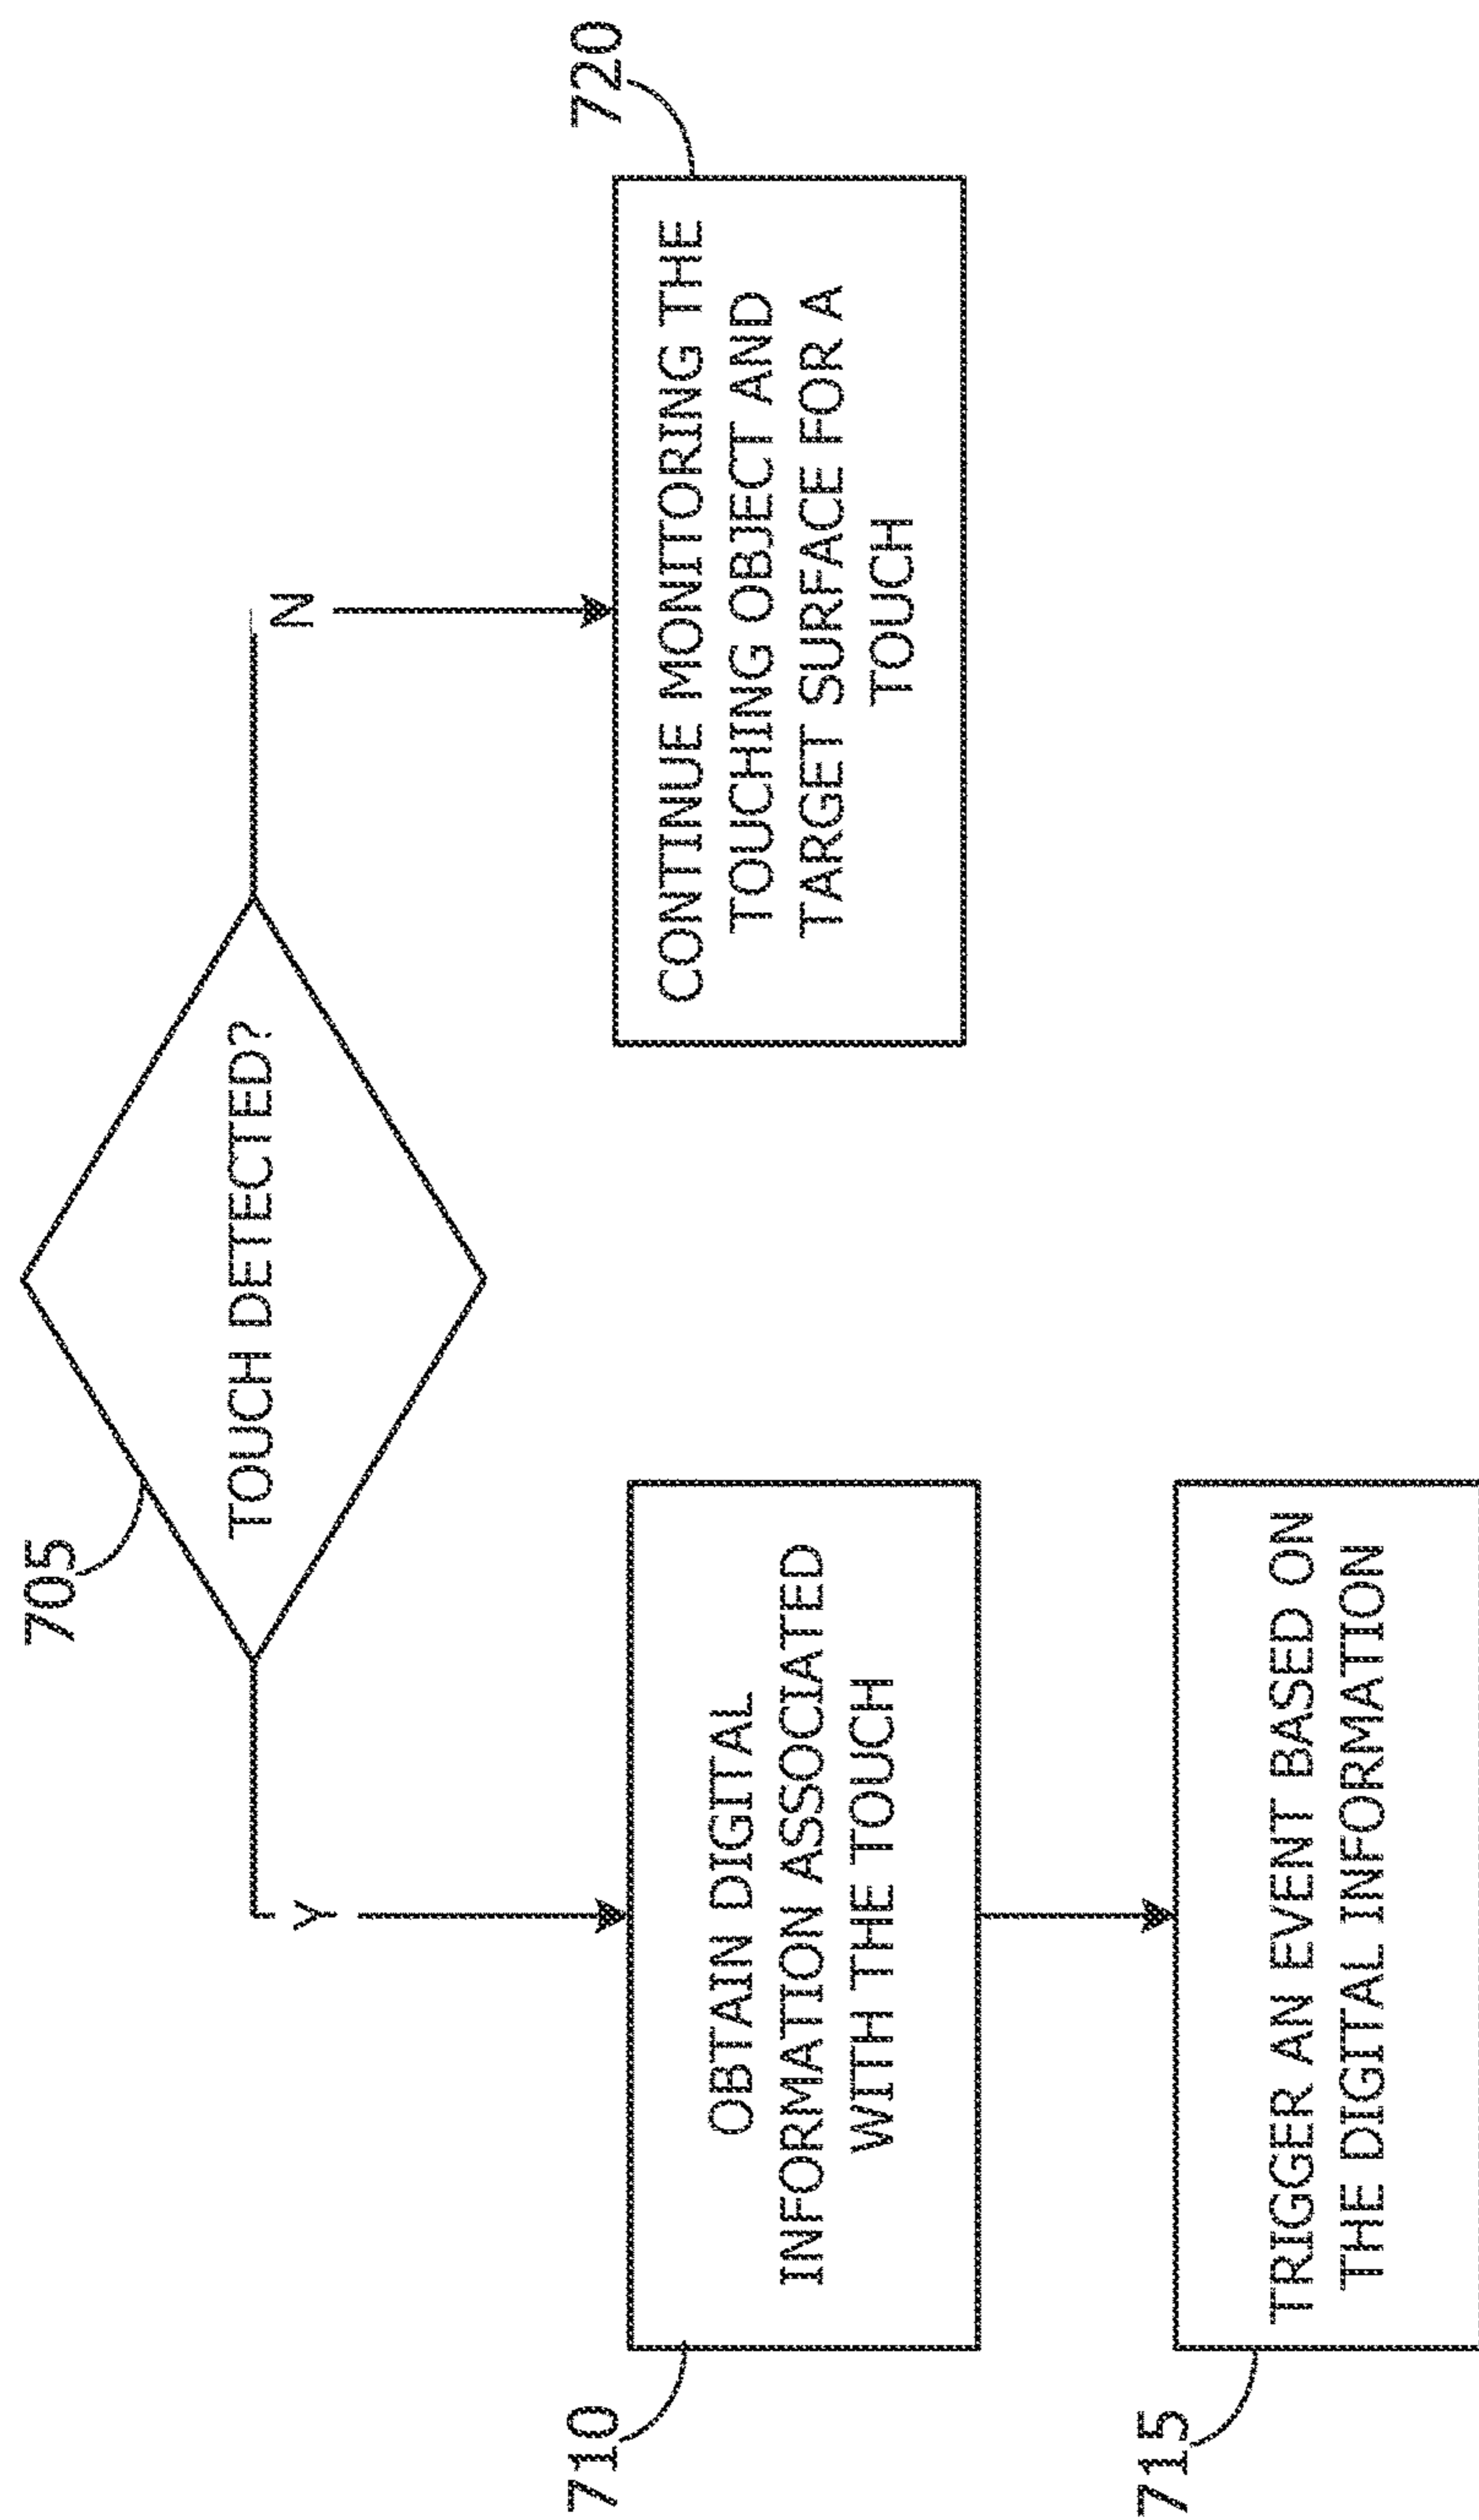 705
TOUCH DETECTED?
Y
N
710
OBTAIN DIGITAL
INFORMATION ASSOCIATED
WITH THE TOUCH
720
CONTINUE MONITORING THE
TOUCHING OBJECT AND
TARGET SURFACE FOR A
TOUCH
715
TRIGGER AN EVENT BASED ON
THE DIGITAL INFORMATION